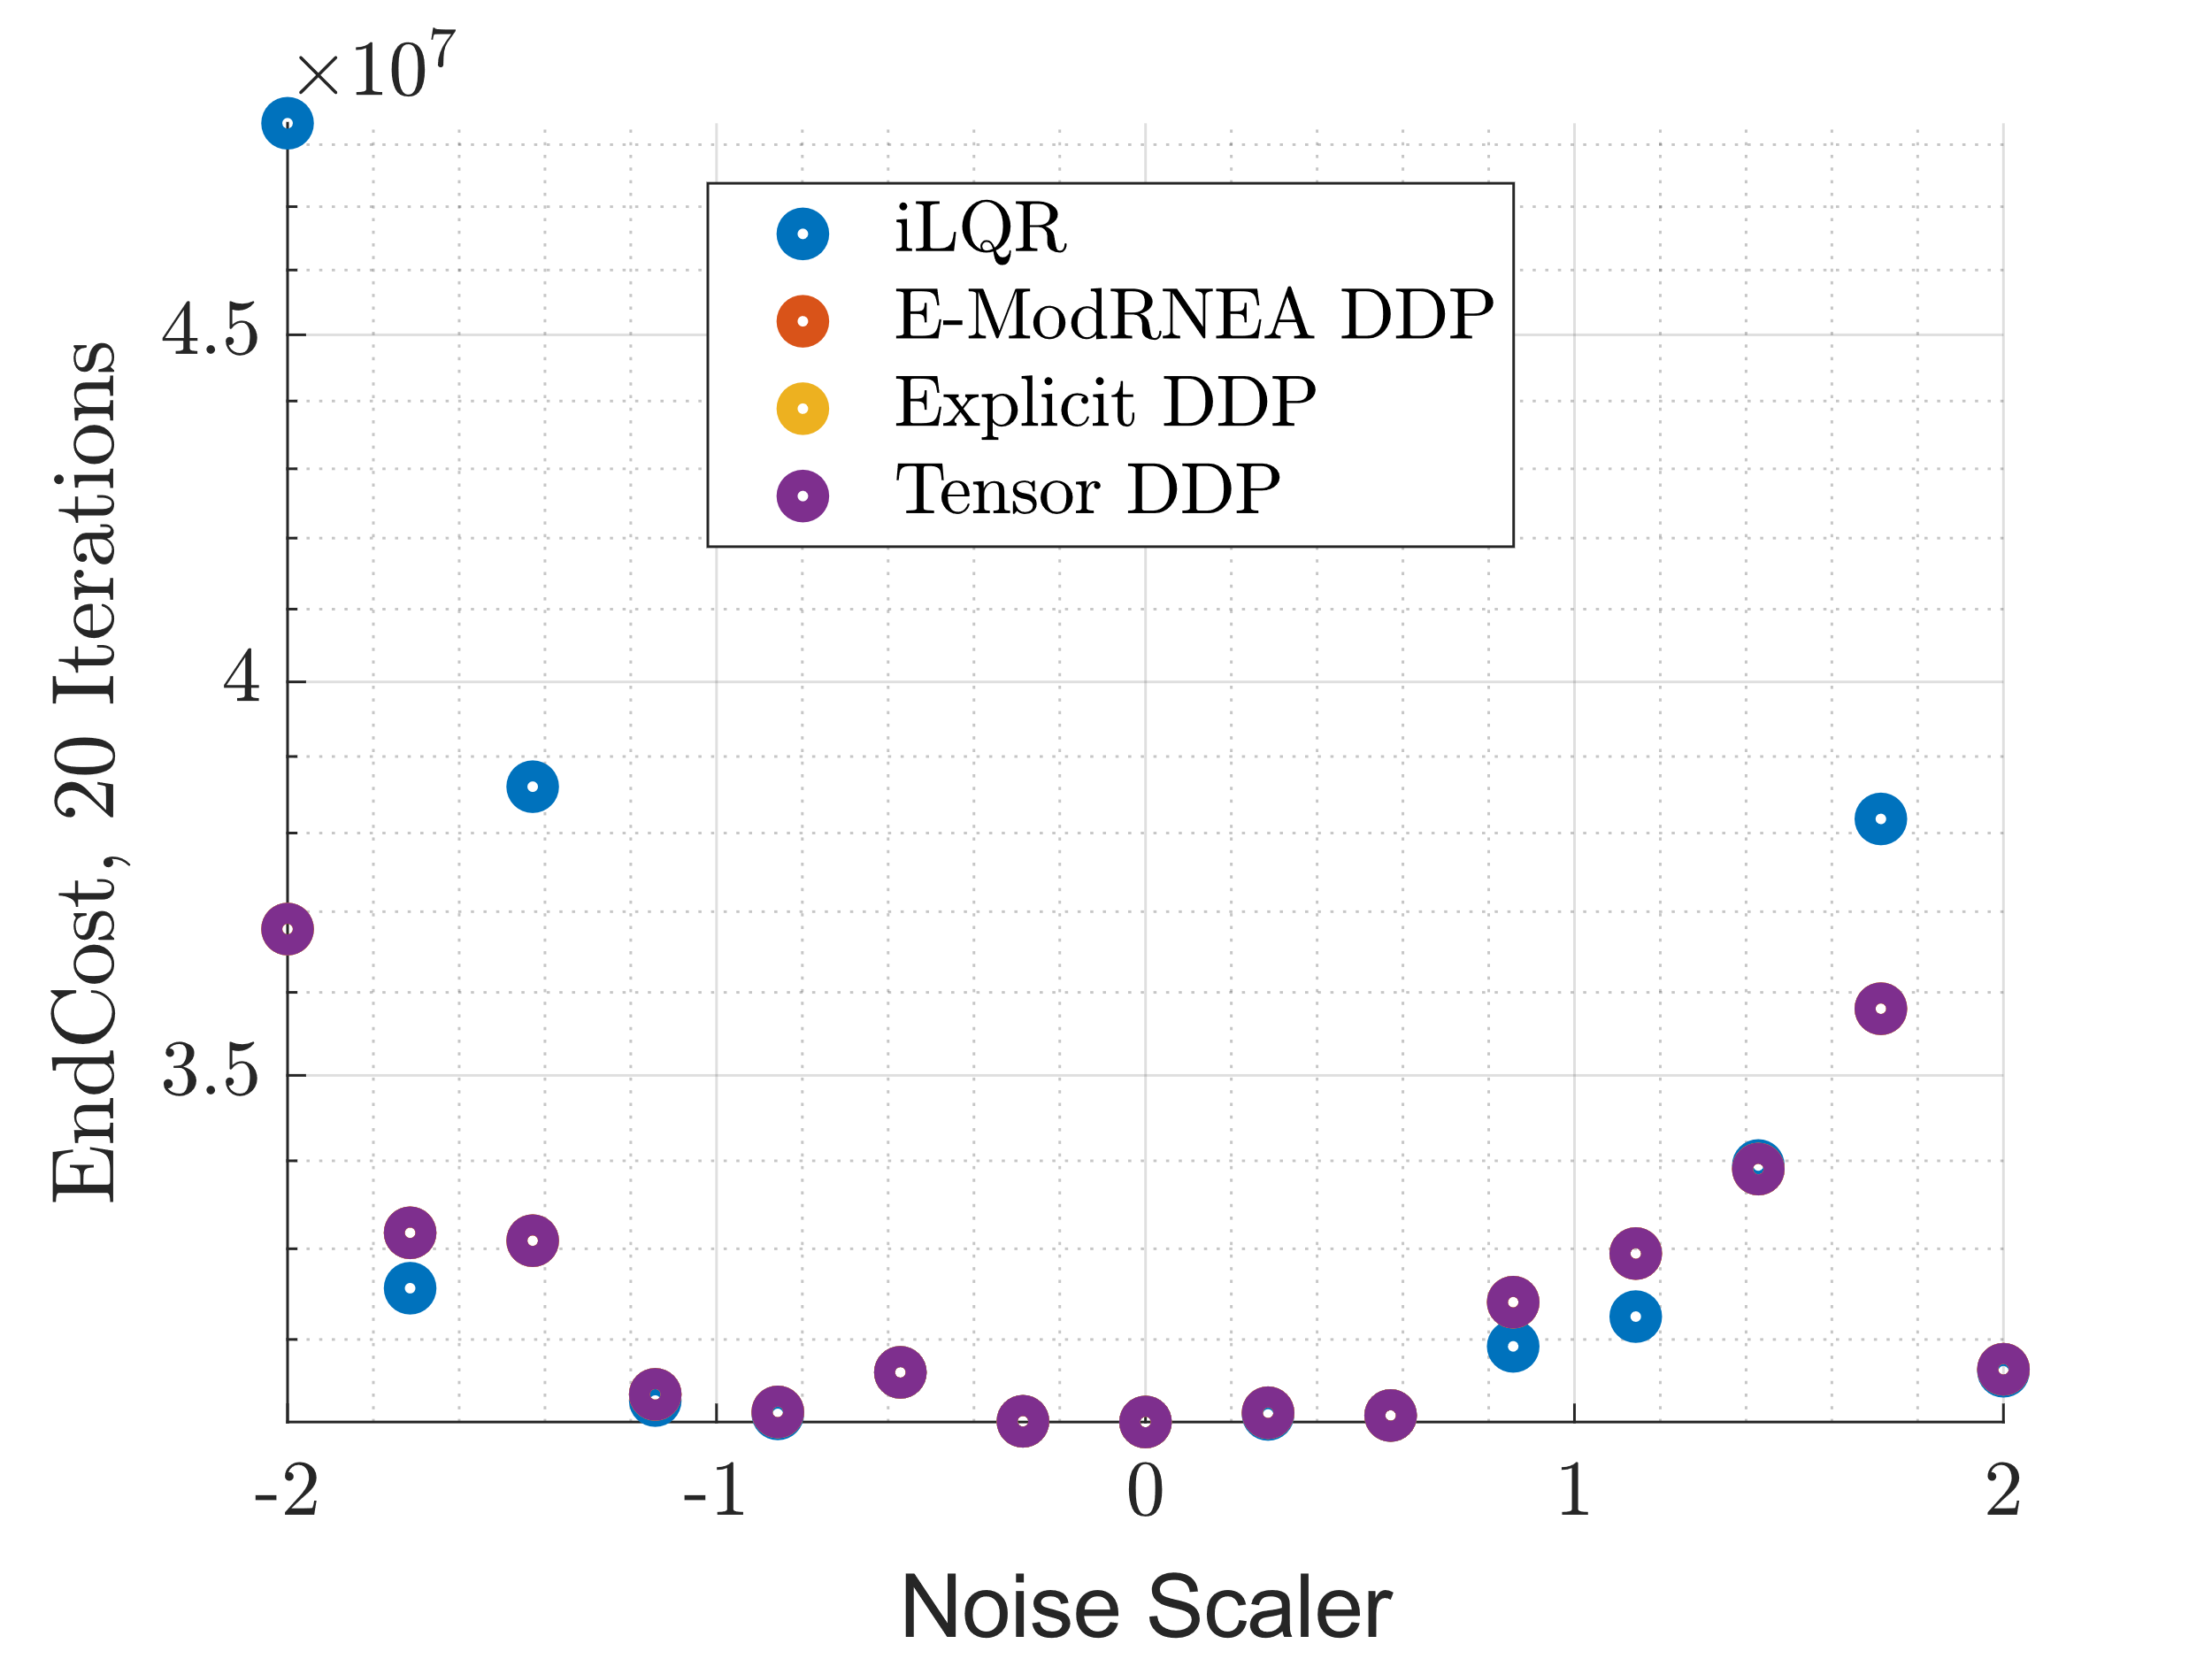 ×10^7
4.5
4
3.5
EndCost, 20 Iterations
iLQR
E-ModRNEA DDP
Explicit DDP
Tensor DDP
-2 -1 0 1 2
Noise Scaler